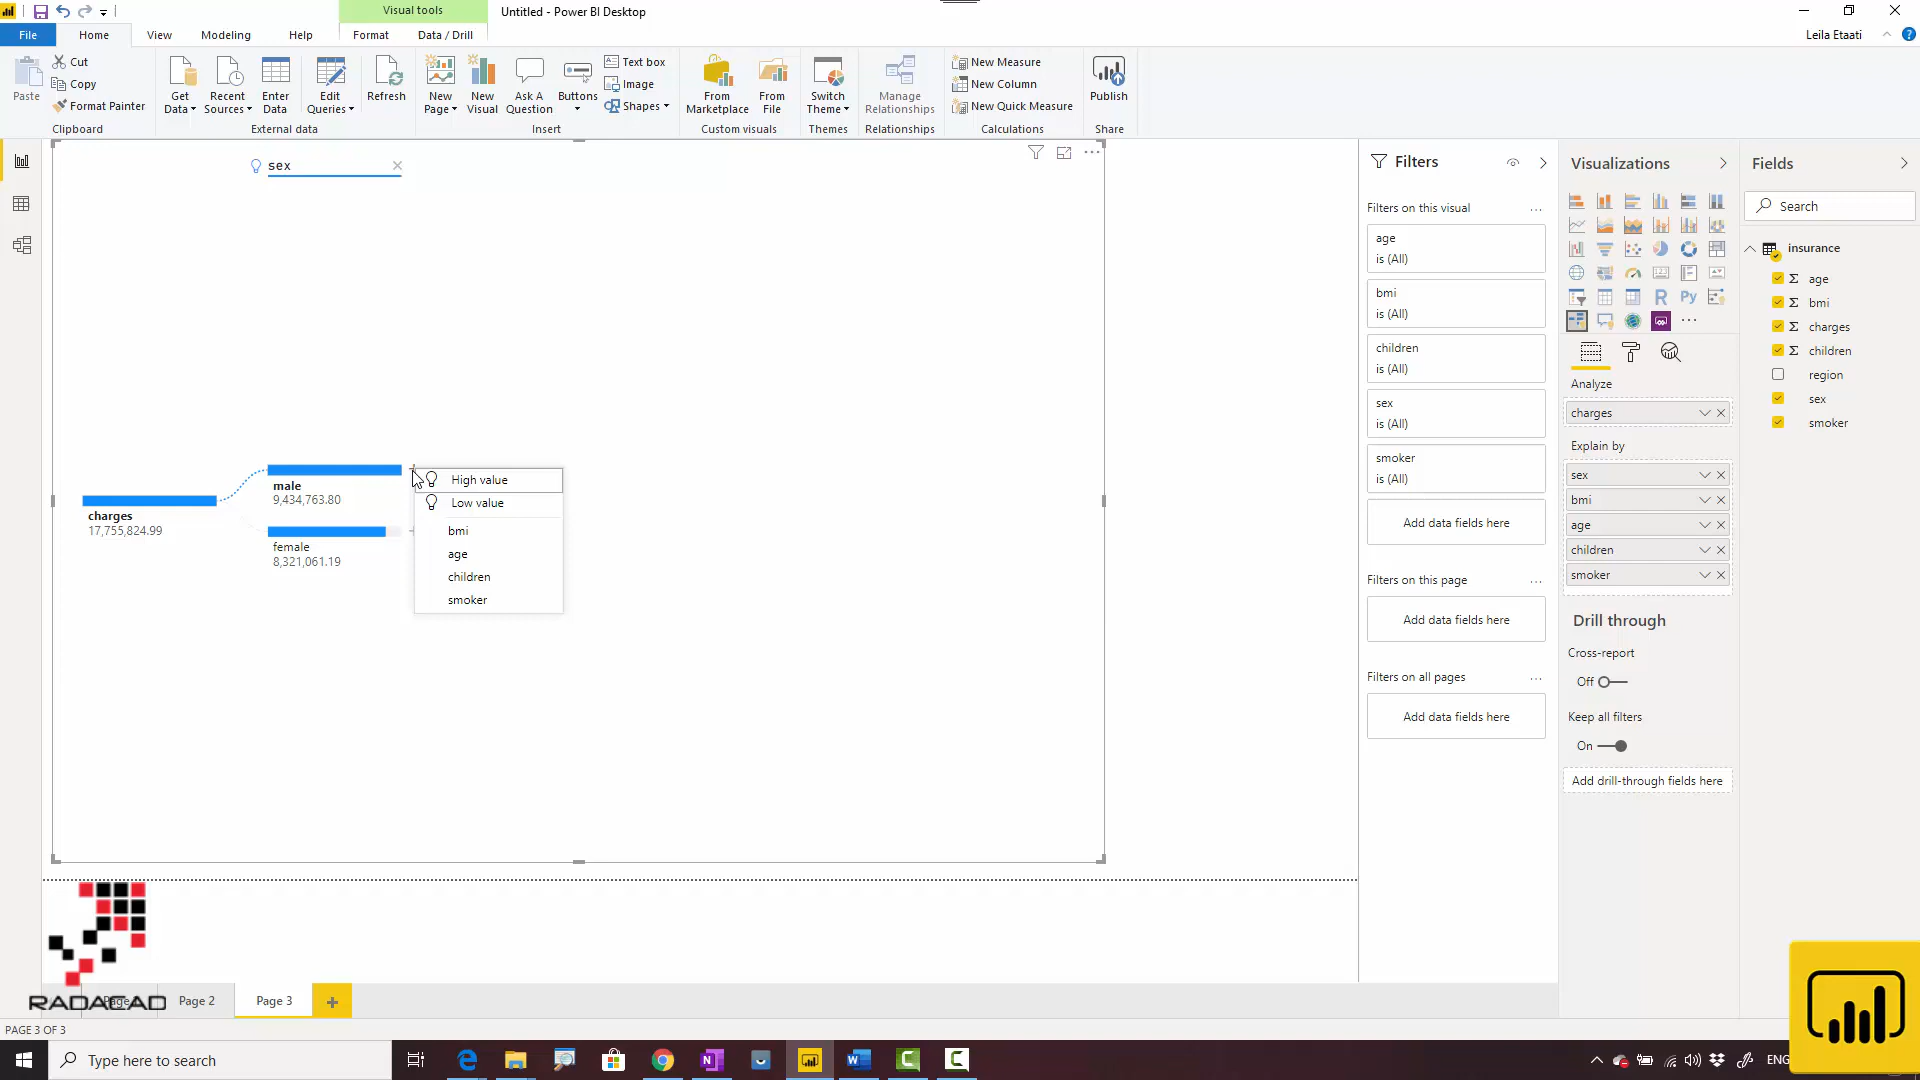 Visual tools
Untitled - Power BI Desktop
File
Home
View
Modeling
Help
Format
Data / Drill
Leila Etaati
Paste
Cut
Copy
Format Painter
Clipboard
Get Data
Recent Sources
Enter Data
Edit Queries
External data
Refresh
New Page
New Visual
Ask A Question
Buttons
Text box
Image
Shapes
Insert
From Marketplace
From File
Custom visuals
Switch Theme
Themes
Manage Relationships
Relationships
New Measure
New Column
New Quick Measure
Calculations
Publish
Share
sex
charges
17,755,824.99
male
9,434,763.80
female
8,321,061.19
High value
Low value
bmi
age
children
smoker
Filters
Filters on this visual
age
is (All)
bmi
is (All)
children
is (All)
sex
is (All)
smoker
is (All)
Add data fields here
Filters on this page
Add data fields here
Filters on all pages
Add data fields here
Visualizations
R
Py
123
Analyze
charges
Explain by
sex
bmi
age
children
smoker
Drill through
Cross-report
Off
Keep all filters
On
Add drill-through fields here
Fields
Search
insurance
age
bmi
charges
children
region
sex
smoker
RADACAD
Page 2
Page 3
PAGE 3 OF 3
Type here to search
ENG